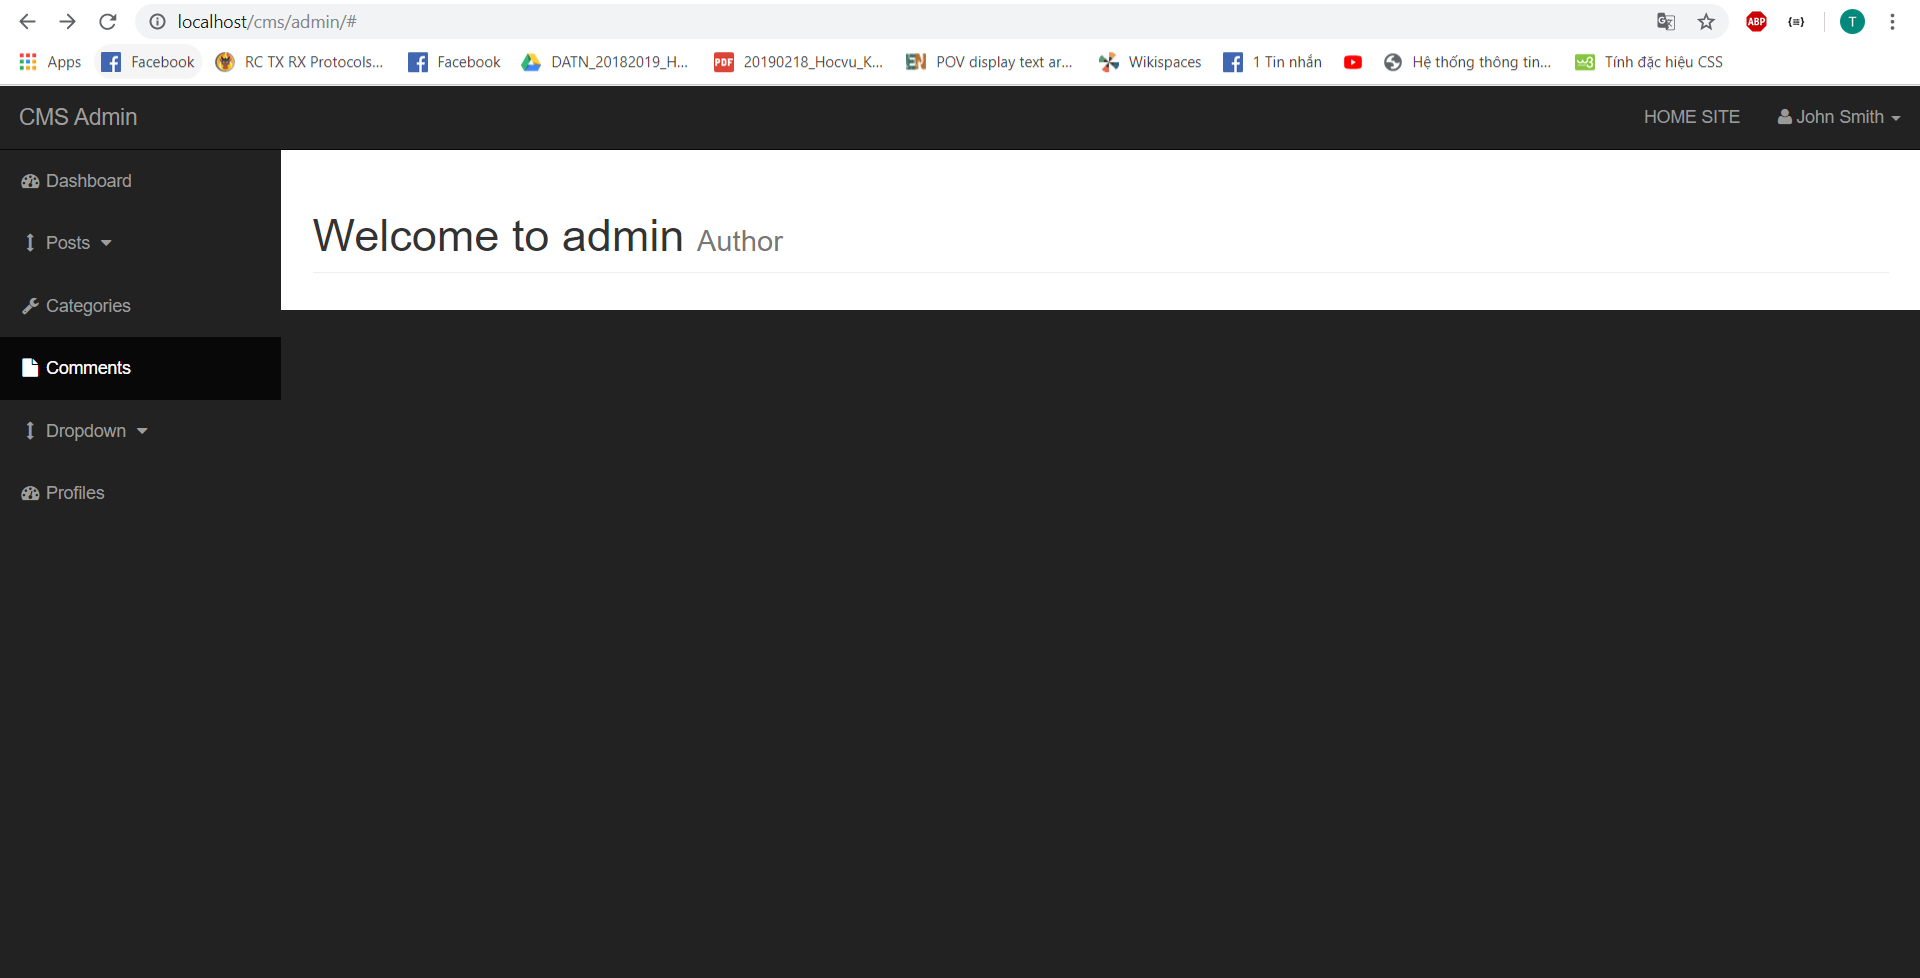 localhost/cms/admin/#
ABP
T
Apps Facebook RC TX RX Protocols... Facebook DATN_20182019_H... PDF 20190218_Hocvu_K... EN POV display text ar... Wikispaces 1 Tin nhắn Hệ thống thông tin... w3 Tính đặc hiệu CSS
CMS Admin HOME SITE John Smith
Dashboard
Posts
Categories
Comments
Dropdown
Profiles
Welcome to admin Author